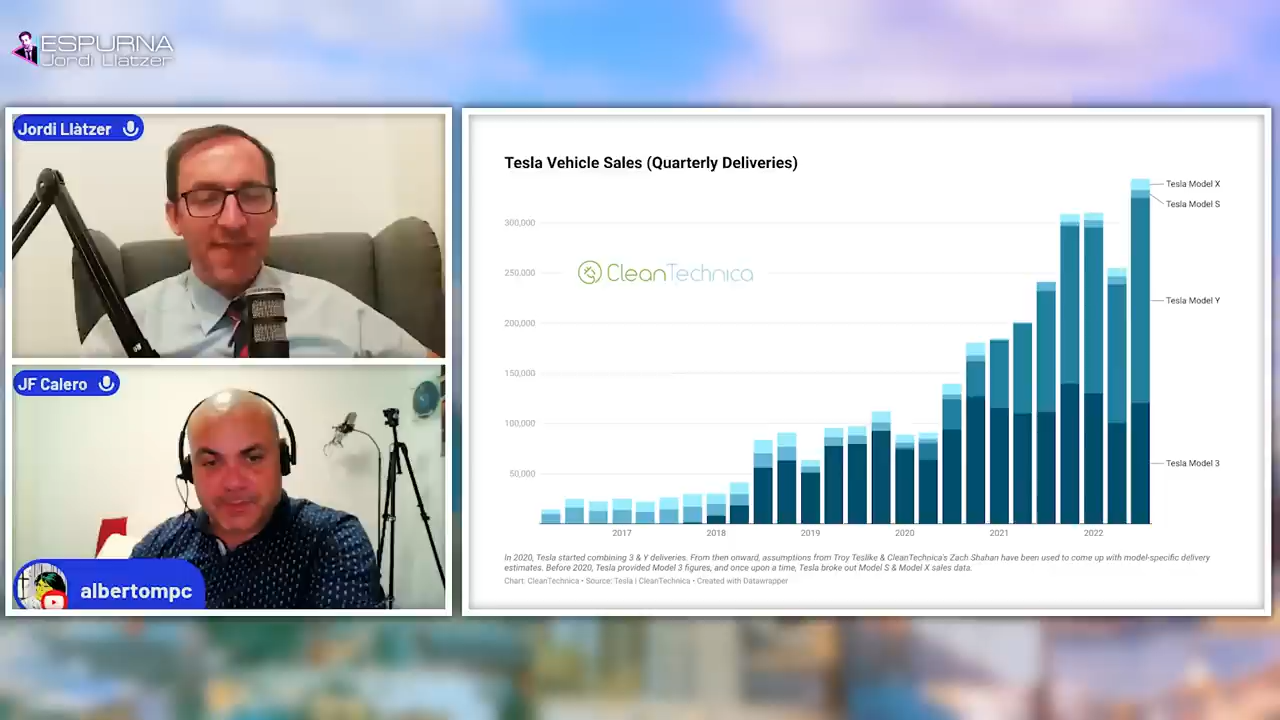 ESPURNA
Jordi Llàtzer
Jordi Llàtzer
JF Calero
albertompc
Tesla Vehicle Sales (Quarterly Deliveries)
CleanTechnica
300,000
250,000
200,000
150,000
100,000
50,000
2017
2018
2019
2020
2021
2022
Tesla Model X
Tesla Model S
Tesla Model Y
Tesla Model 3
In 2020, Tesla started combining 3 & Y deliveries. From then onward, assumptions from Troy Teslike & CleanTechnica's Zach Shahan have been used to come up with model-specific delivery
estimates. Before 2020, Tesla provided Model 3 figures, and once upon a time, Tesla broke out Model S & Model X sales data.
Chart: CleanTechnica • Source: Tesla | CleanTechnica • Created with Datawrapper